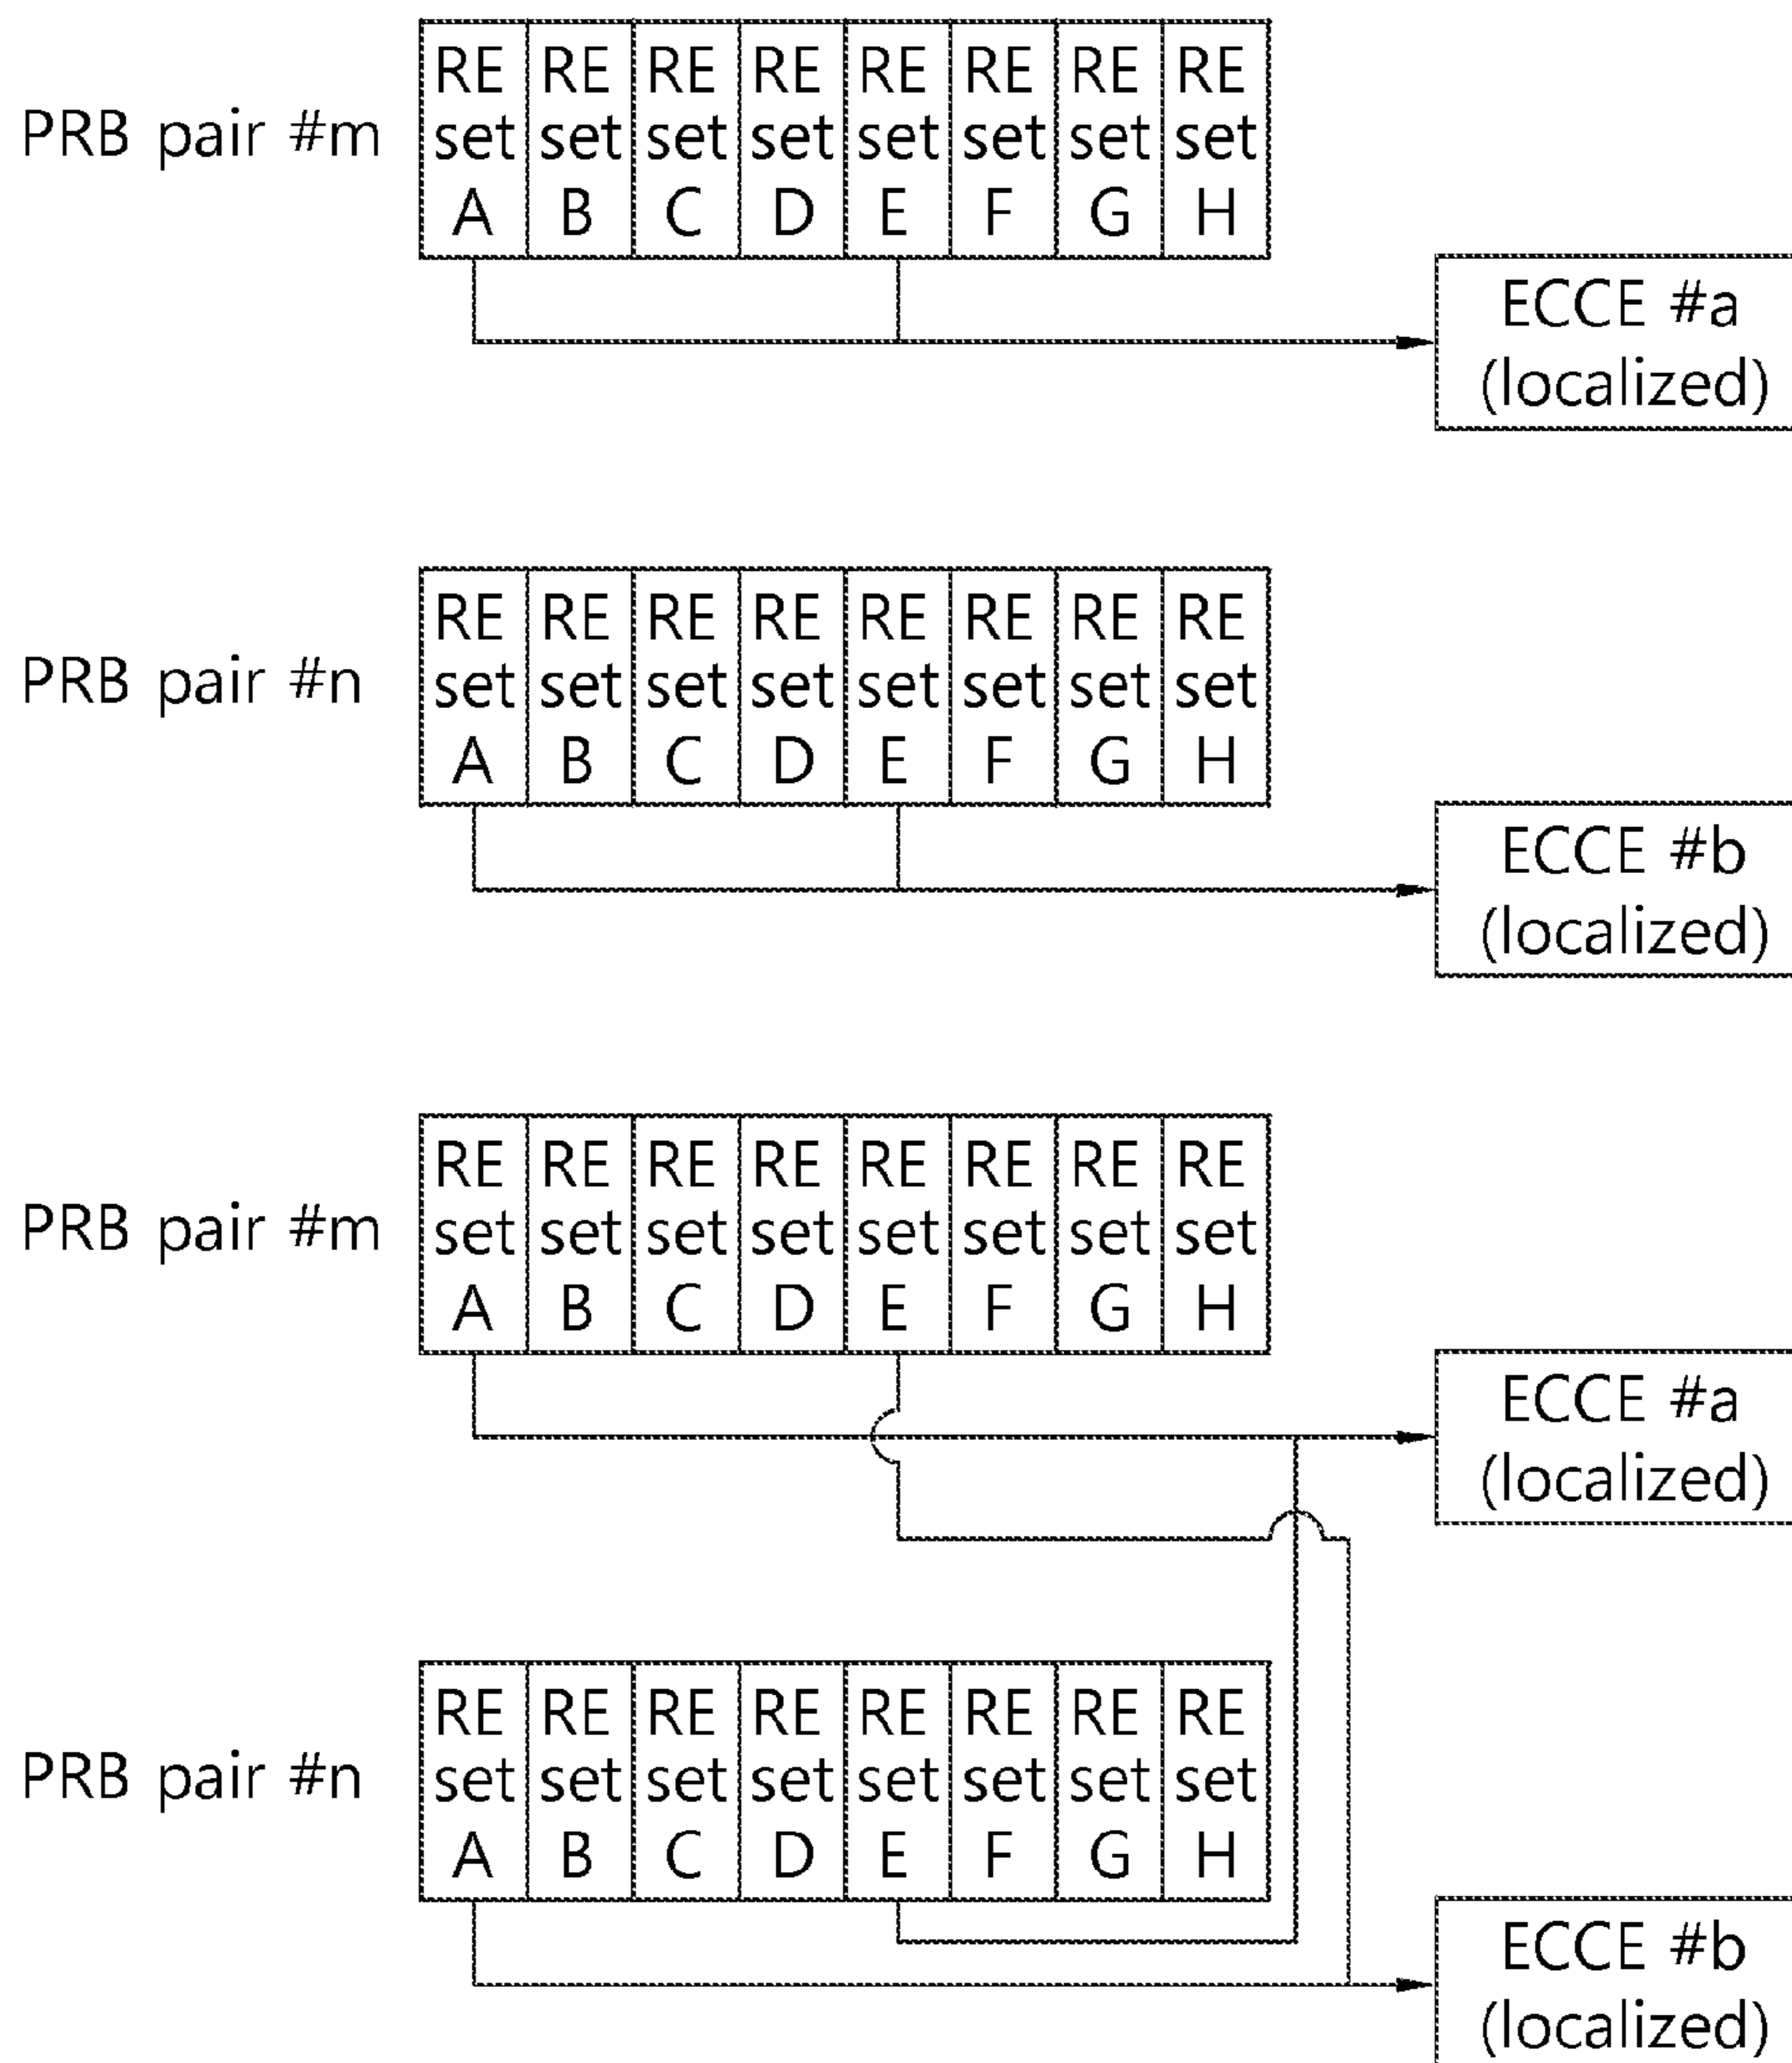 PRB pair #m
RE set A
RE set B
RE set C
RE set D
RE set E
RE set F
RE set G
RE set H
ECCE #a
(localized)
PRB pair #n
RE set A
RE set B
RE set C
RE set D
RE set E
RE set F
RE set G
RE set H
ECCE #b
(localized)
PRB pair #m
RE set A
RE set B
RE set C
RE set D
RE set E
RE set F
RE set G
RE set H
ECCE #a
(localized)
PRB pair #n
RE set A
RE set B
RE set C
RE set D
RE set E
RE set F
RE set G
RE set H
ECCE #b
(localized)